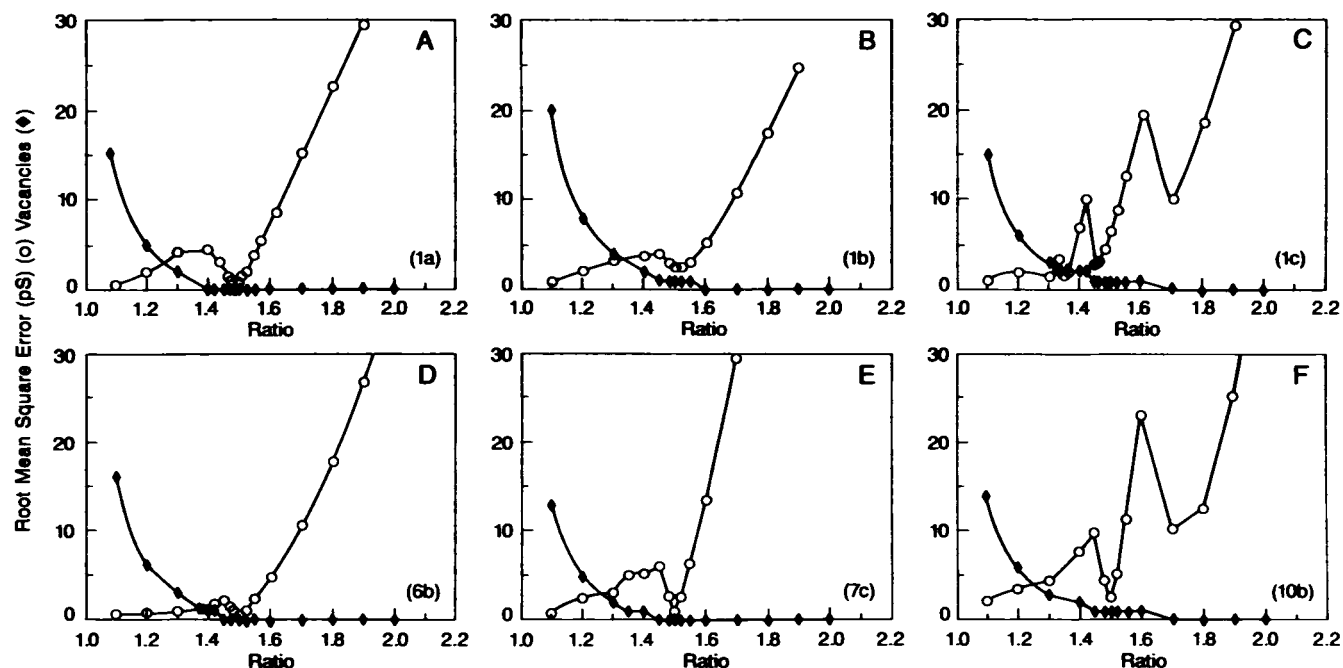 Root Mean Square Error (pS) (o) Vacancies (♦)
30 A
20
10
(1a)
0
1.0 1.2 1.4 1.6 1.8 2.0 2.2
Ratio
30 B
20
10
(1b)
0
1.0 1.2 1.4 1.6 1.8 2.0 2.2
Ratio
30 C
20
10
(1c)
0
1.0 1.2 1.4 1.6 1.8 2.0 2.2
Ratio
30 D
20
10
(6b)
0
1.0 1.2 1.4 1.6 1.8 2.0 2.2
Ratio
30 E
20
10
(7c)
0
1.0 1.2 1.4 1.6 1.8 2.0 2.2
Ratio
30 F
20
10
(10b)
0
1.0 1.2 1.4 1.6 1.8 2.0 2.2
Ratio